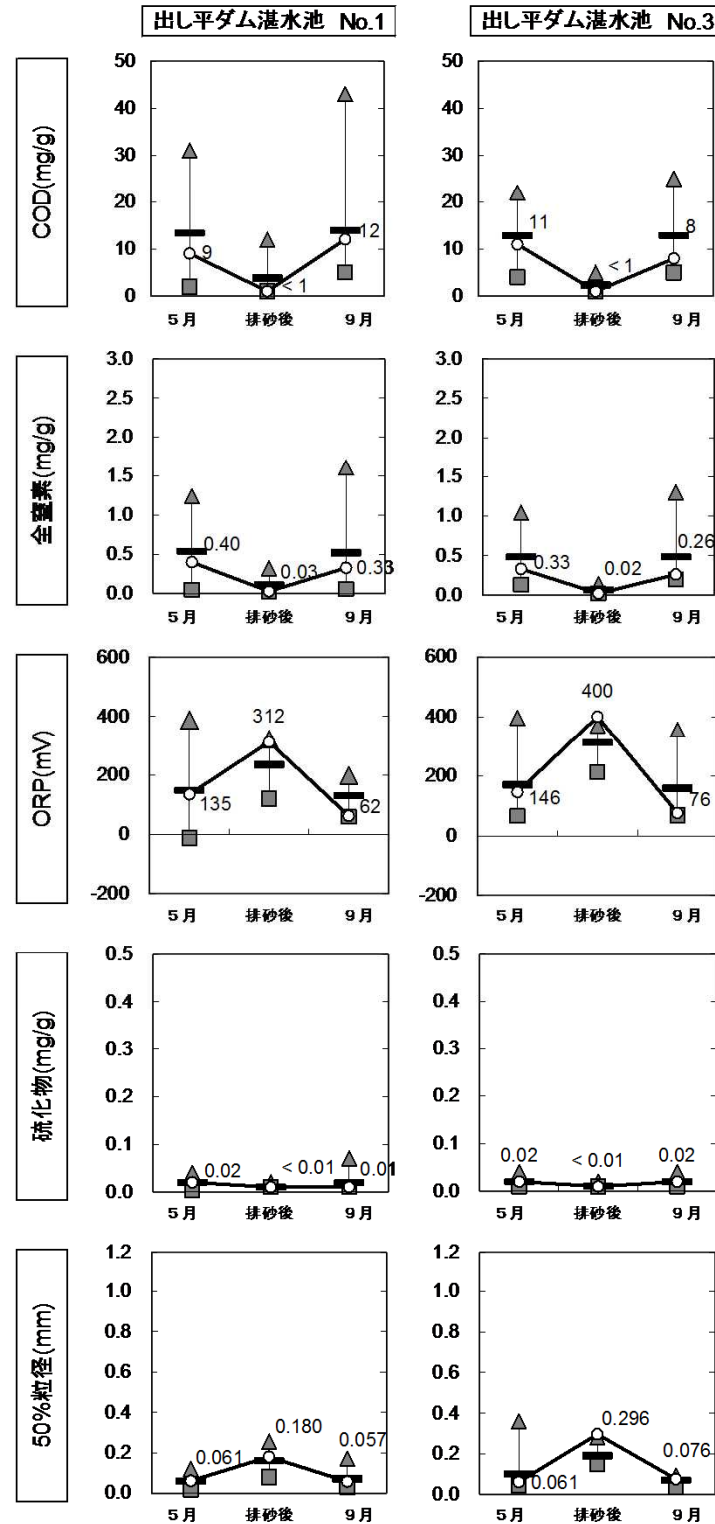 出し平ダム湛水池 No.1
出し平ダム湛水池 No.3
COD(mg/g)
50
40
30
20
10
0
9
< 1
12
5月
排砂後
9月
50
40
30
20
10
0
11
< 1
8
5月
排砂後
9月
全窒素(mg/g)
3.0
2.5
2.0
1.5
1.0
0.5
0.0
0.40
0.03
0.33
5月
排砂後
9月
3.0
2.5
2.0
1.5
1.0
0.5
0.0
0.33
0.02
0.26
5月
排砂後
9月
ORP(mV)
600
400
200
0
-200
135
312
62
5月
排砂後
9月
600
400
200
0
-200
146
400
76
5月
排砂後
9月
硫化物(mg/g)
0.5
0.4
0.3
0.2
0.1
0.0
0.02
< 0.01
0.01
5月
排砂後
9月
0.5
0.4
0.3
0.2
0.1
0.0
0.02
< 0.01
0.02
5月
排砂後
9月
50%粒径(mm)
1.2
1.0
0.8
0.6
0.4
0.2
0.0
0.061
0.180
0.057
5月
排砂後
9月
1.2
1.0
0.8
0.6
0.4
0.2
0.0
0.061
0.296
0.076
5月
排砂後
9月